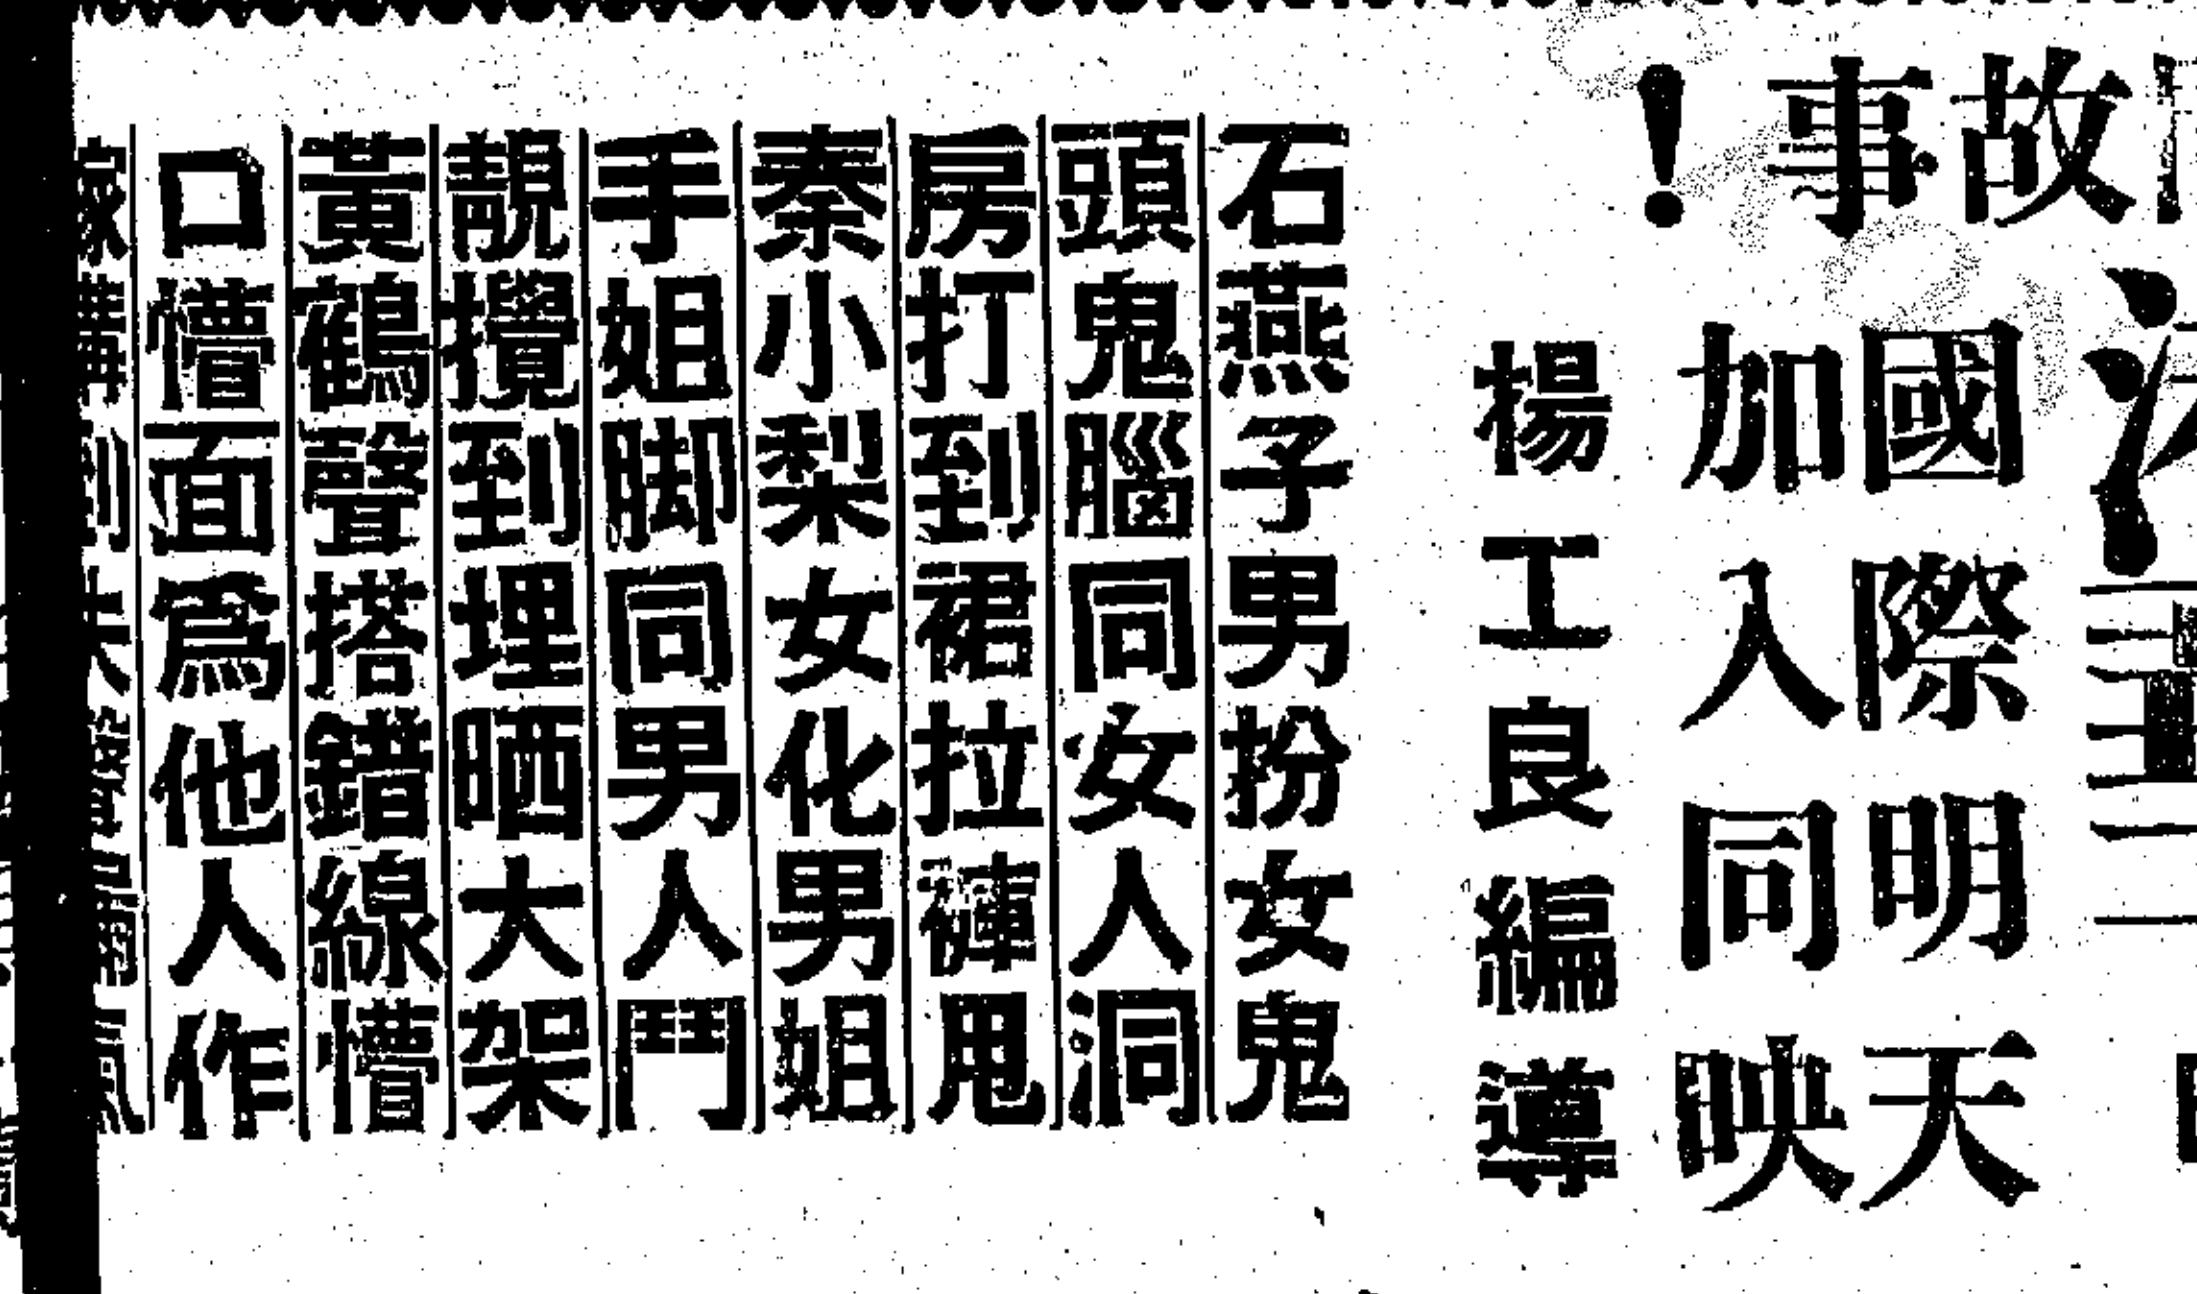 故事！
國際明天
加入同映
揚工良編導
石燕子男扮女鬼
頭鬼腦同女人洞
房打到裙拉褲甩
秦小梨女化男姐
手姐脚同男人鬥
靚攪到埋晒大架
黃鶴聲搭錯線懵
口懵面爲他人作